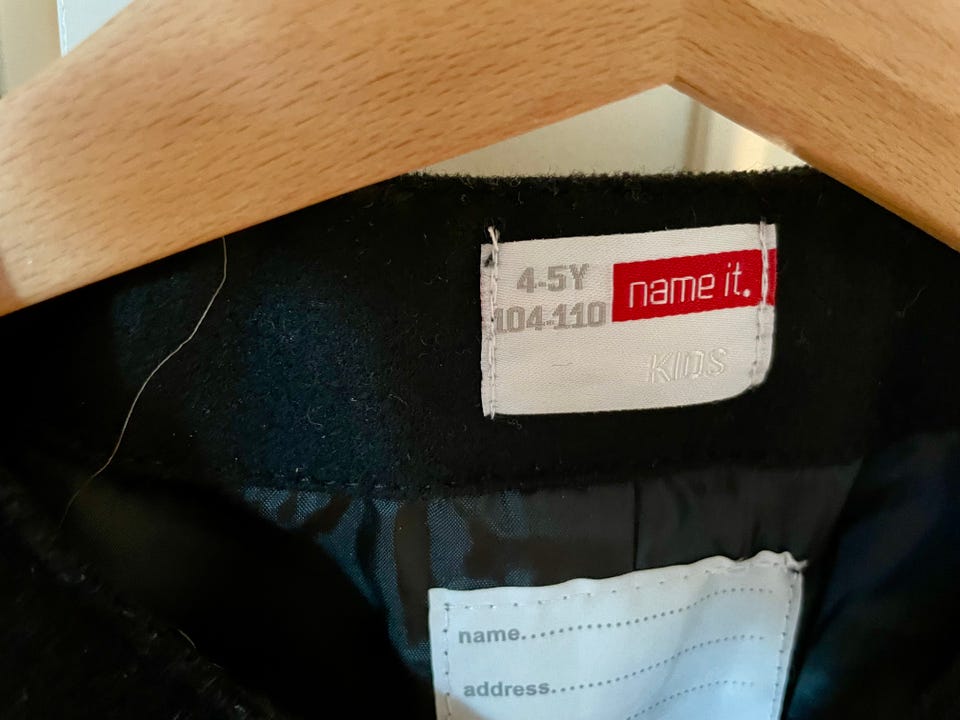 4-5Y
104-110
name it.
KIDS
name...................................
address..............................